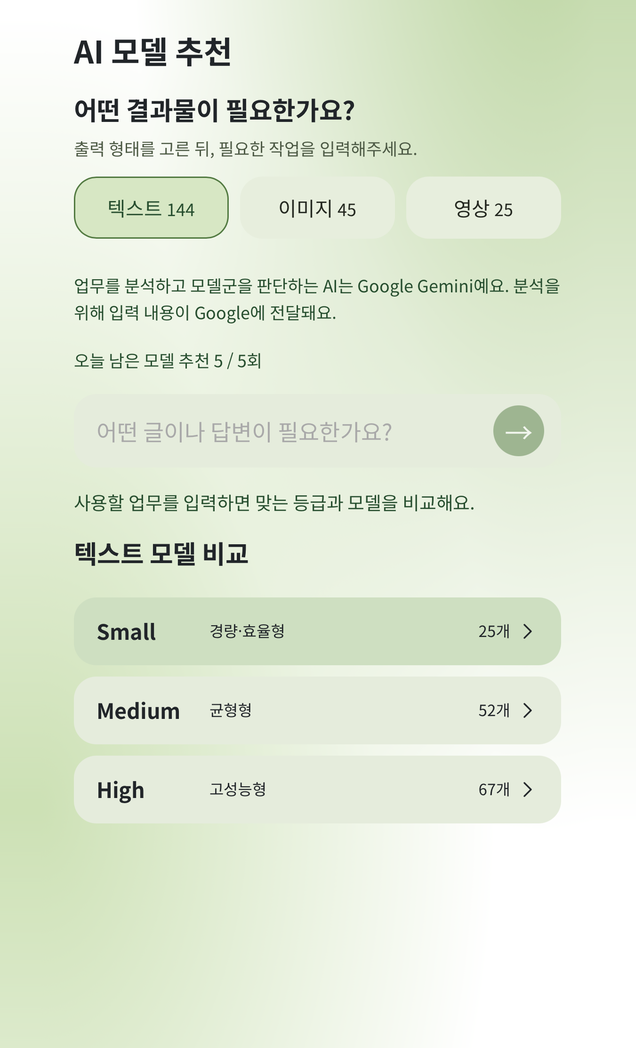 AI 모델 추천
어떤 결과물이 필요한가요?
출력 형태를 고른 뒤, 필요한 작업을 입력해주세요.
텍스트 144
이미지 45
영상 25
업무를 분석하고 모델군을 판단하는 AI는 Google Gemini예요. 분석을
위해 입력 내용이 Google에 전달돼요.
오늘 남은 모델 추천 5 / 5회
어떤 글이나 답변이 필요한가요?
사용할 업무를 입력하면 맞는 등급과 모델을 비교해요.
텍스트 모델 비교
Small 경량·효율형 25개
Medium 균형형 52개
High 고성능형 67개